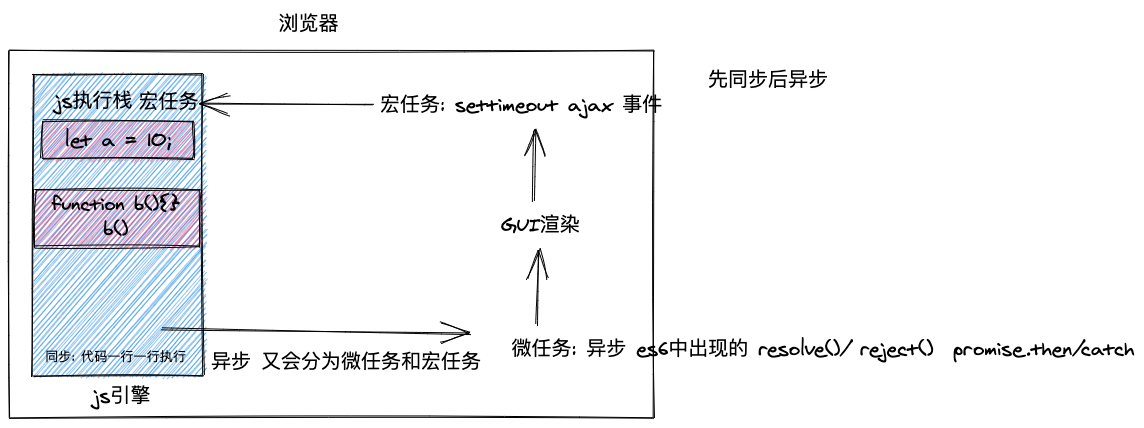 浏览器
先同步后异步
js执行栈 宏任务
宏任务: settimeout ajax 事件
let a = 10;
function b(){}
b()
GUI渲染
同步: 代码一行一行执行
异步 又会分为微任务和宏任务
微任务: 异步 es6中出现的 resolve()/ reject() promise.then/catch
js引擎